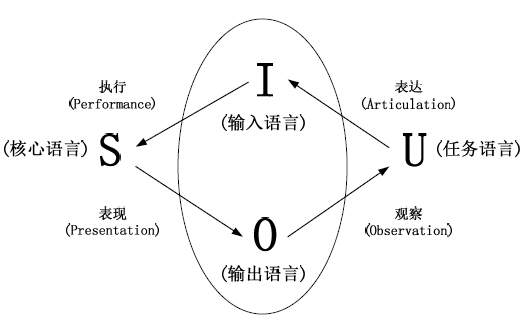 I
(输入语言)
执行
(Performance)
表达
(Articulation)
(核心语言) S
U (任务语言)
表现
(Presentation)
观察
(Observation)
O
(输出语言)